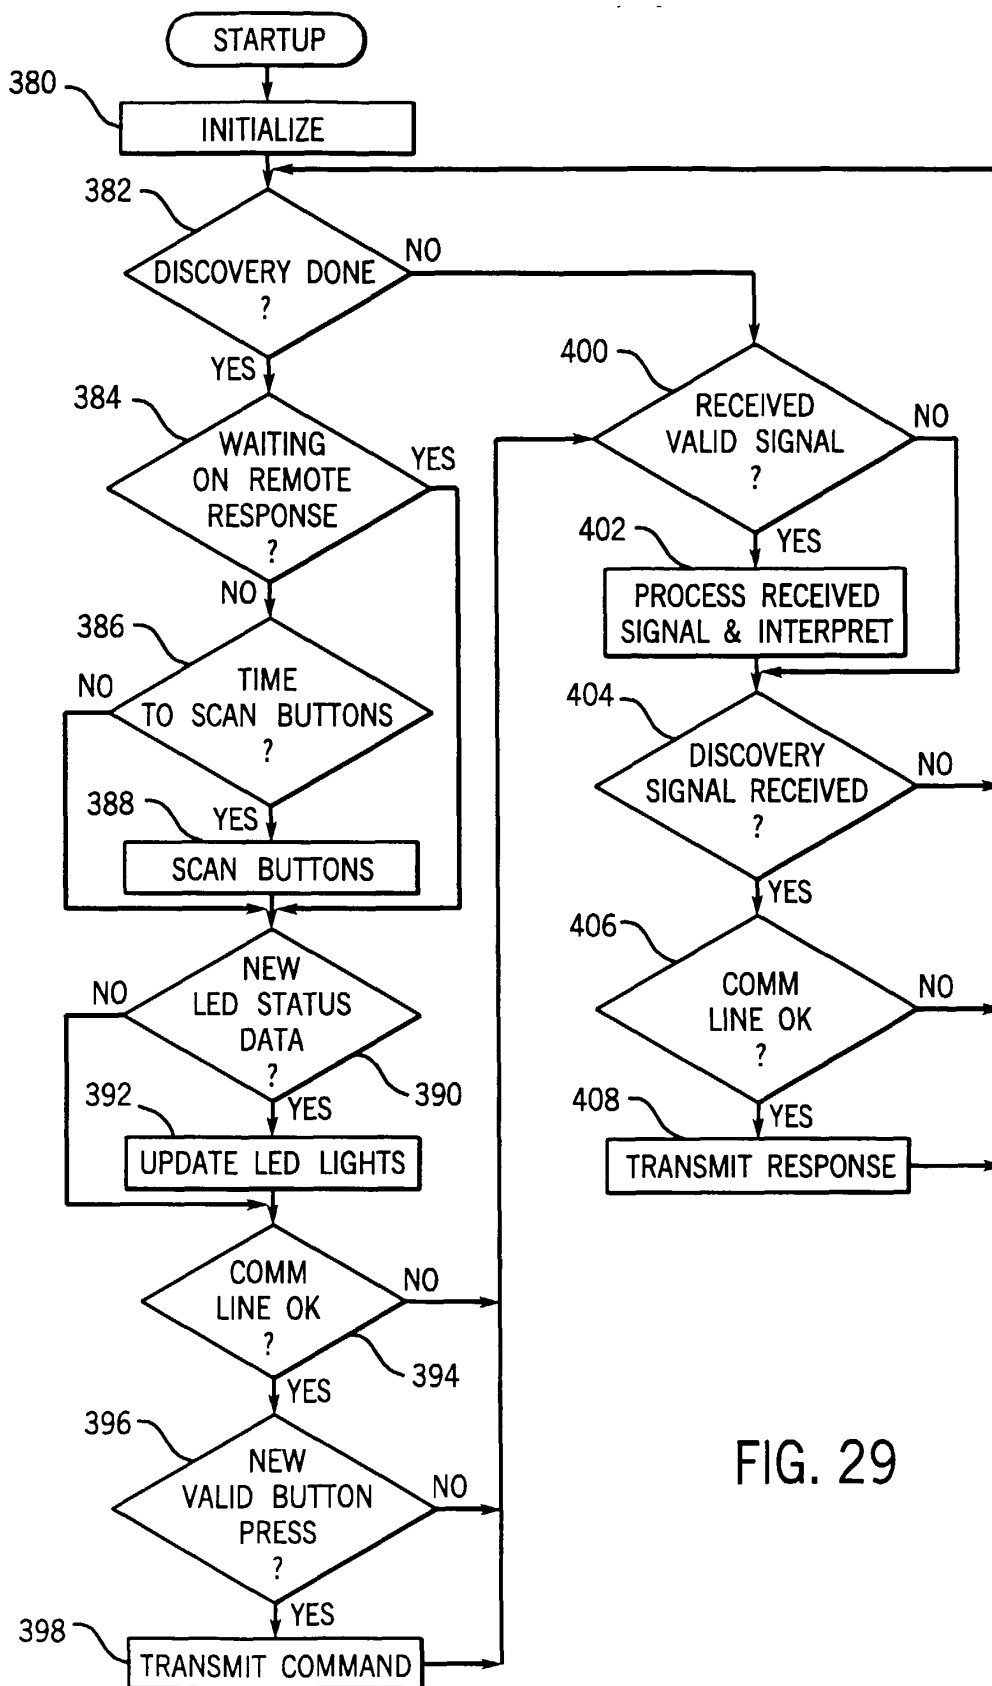 STARTUP
380
INITIALIZE
382
DISCOVERY DONE
?
NO
YES
384
WAITING
ON REMOTE
RESPONSE
?
YES
NO
386
TIME
TO SCAN BUTTONS
?
NO
YES
388
SCAN BUTTONS
NEW
LED STATUS
DATA
?
NO
390
YES
392
UPDATE LED LIGHTS
COMM
LINE OK
?
NO
394
YES
396
NEW
VALID BUTTON
PRESS
?
NO
YES
398
TRANSMIT COMMAND
400
RECEIVED
VALID SIGNAL
?
NO
YES
402
PROCESS RECEIVED
SIGNAL & INTERPRET
404
DISCOVERY
SIGNAL RECEIVED
?
NO
YES
406
COMM
LINE OK
?
NO
YES
408
TRANSMIT RESPONSE
FIG. 29